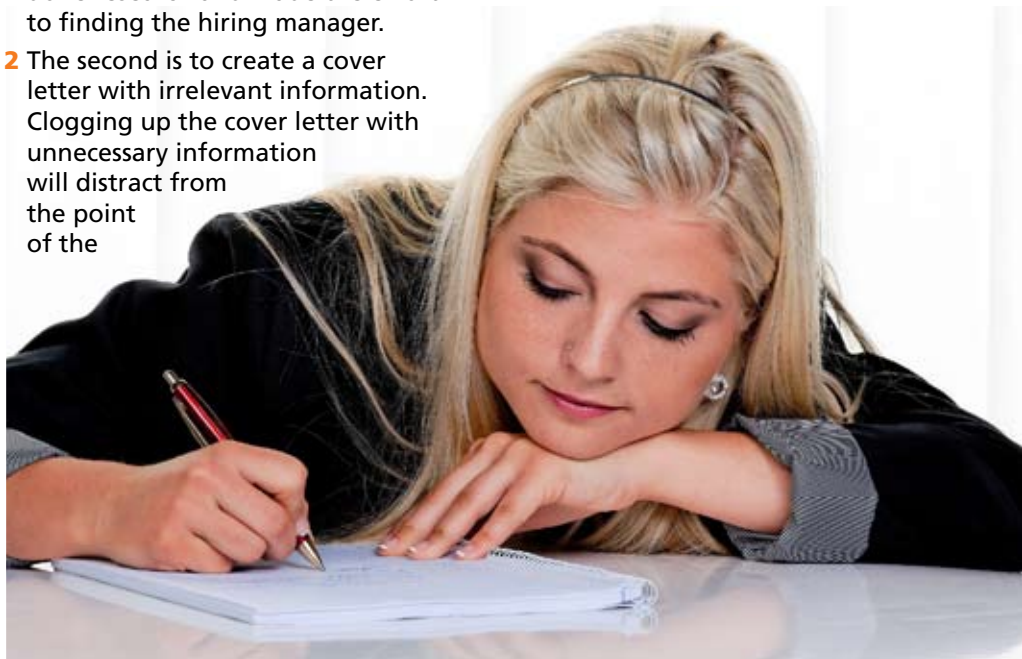 to finding the hiring manager.
2 The second is to create a cover
letter with irrelevant information.
Clogging up the cover letter with
unnecessary information
will distract from
the point
of the